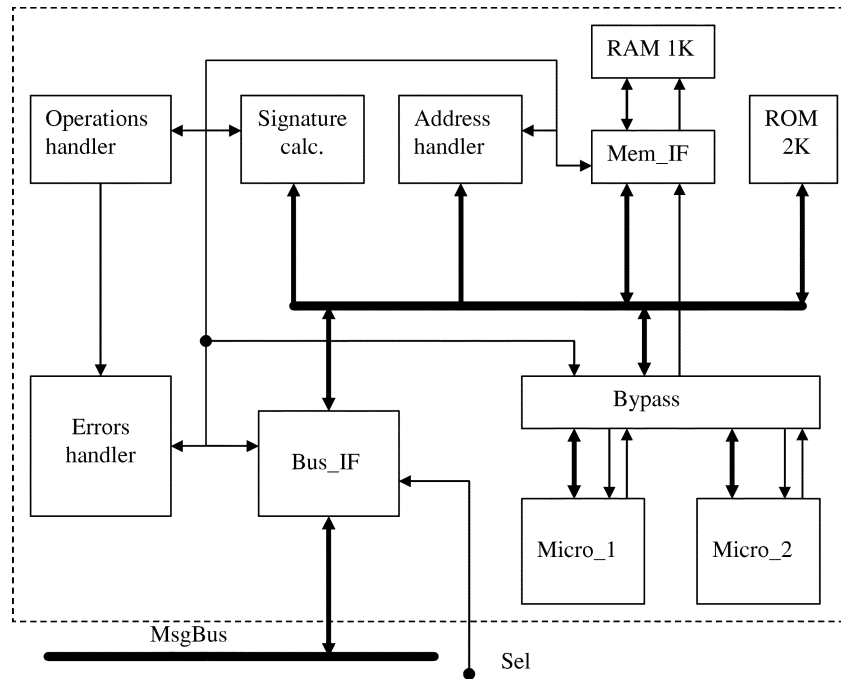 RAM 1K
Operations
handler
Signature
calc.
Address
handler
Mem_IF
ROM
2K
Errors
handler
Bus_IF
Bypass
Micro_1
Micro_2
MsgBus
Sel